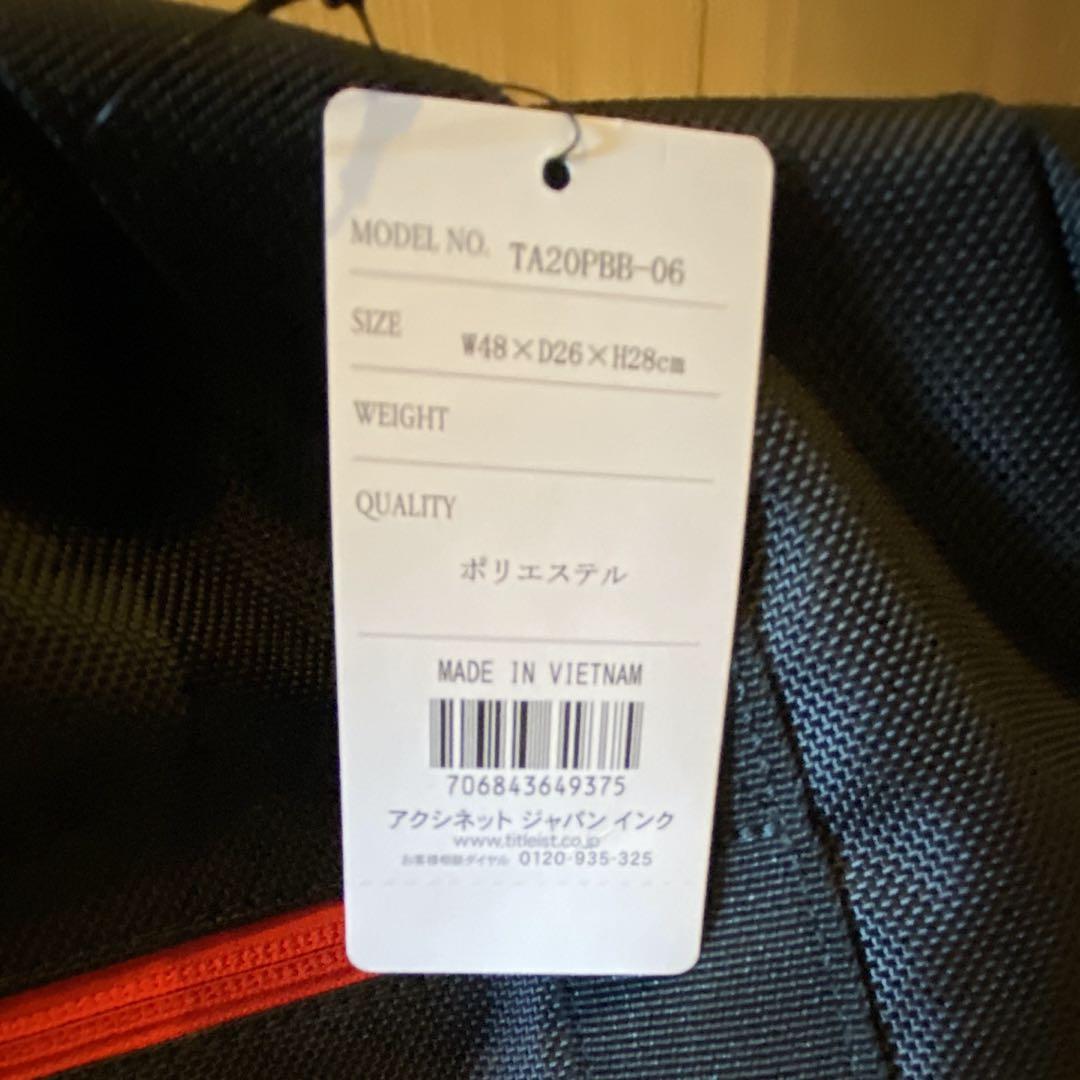 MODEL NO. TA20PBB-06
SIZE W48×D26×H28cm
WEIGHT
QUALITY
ポリエステル
MADE IN VIETNAM
706843649375
アクシネット ジャパン インク
www.titleist.co.jp
お客様相談ダイヤル 0120-935-325